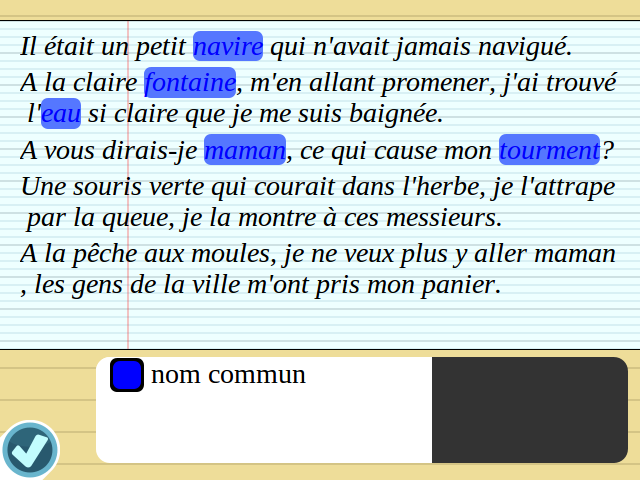 Il était un petit navire qui n'avait jamais navigué.
A la claire fontaine, m'en allant promener, j'ai trouvé
l'eau si claire que je me suis baignée.
A vous dirais-je maman, ce qui cause mon tourment?
Une souris verte qui courait dans l'herbe, je l'attrape
par la queue, je la montre à ces messieurs.
A la pêche aux moules, je ne veux plus y aller maman
, les gens de la ville m'ont pris mon panier.
nom commun